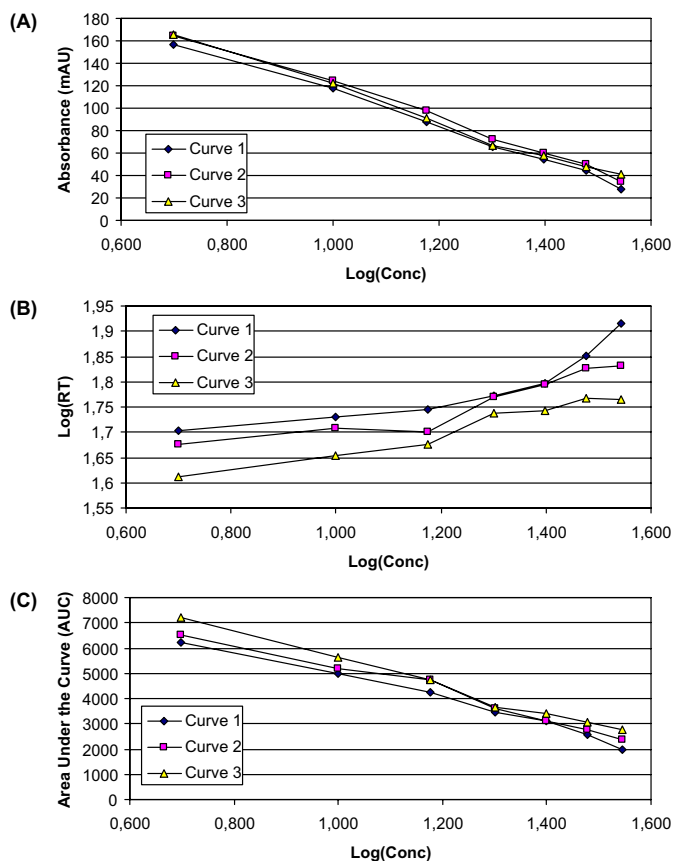 (A)
180
160
140
120
100
80
60
40
20
0
Absorbance (mAU)
Curve 1
Curve 2
Curve 3
0,600 0,800 1,000 1,200 1,400 1,600
Log(Conc)
(B)
1,95
1,9
1,85
1,8
1,75
1,7
1,65
1,6
1,55
Log(RT)
Curve 1
Curve 2
Curve 3
0,600 0,800 1,000 1,200 1,400 1,600
Log(Conc)
(C)
8000
7000
6000
5000
4000
3000
2000
1000
0
Area Under the Curve (AUC)
Curve 1
Curve 2
Curve 3
0,600 0,800 1,000 1,200 1,400 1,600
Log(Conc)